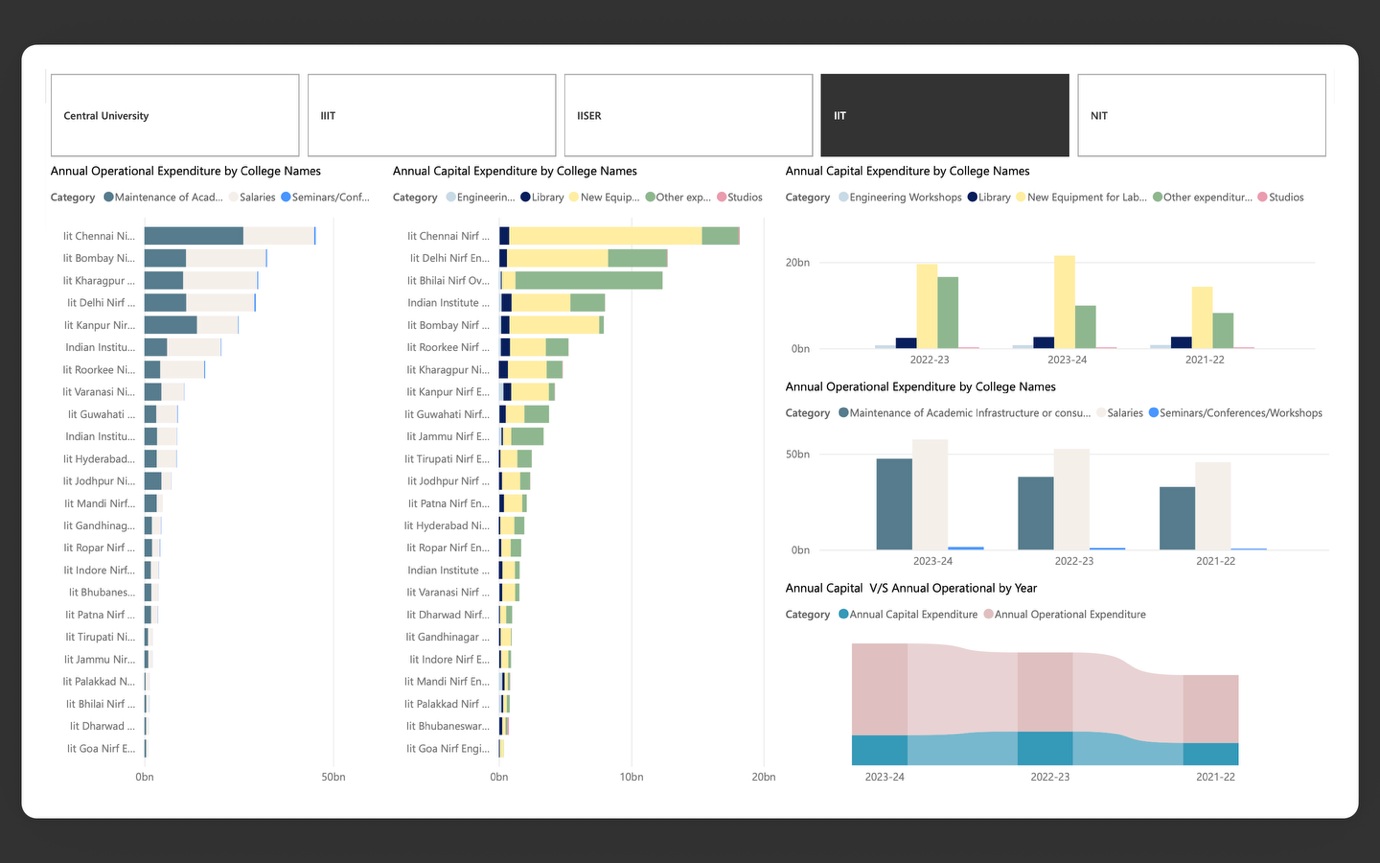 Central University
IIIT
IISER
IIT
NIT
Annual Operational Expenditure by College Names
Category Maintenance of Acad... Salaries Seminars/Conf...
Iit Chennai Ni...
Iit Bombay Ni...
Iit Kharagpur ...
Iit Delhi Nirf ...
Iit Kanpur Nir...
Indian Institu...
Iit Roorkee Ni...
Iit Varanasi Ni...
Iit Guwahati ...
Indian Institu...
Iit Hyderabad...
Iit Jodhpur Ni...
Iit Mandi Nirf...
Iit Gandhinag...
Iit Ropar Nirf ...
Iit Indore Nirf...
Iit Bhubanes...
Iit Patna Nirf ...
Iit Tirupati Ni...
Iit Jammu Nir...
Iit Palakkad N...
Iit Bhilai Nirf ...
Iit Dharwad ...
Iit Goa Nirf E...
0bn 50bn
Annual Capital Expenditure by College Names
Category Engineerin... Library New Equip... Other exp... Studios
Iit Chennai Nirf ...
Iit Delhi Nirf En...
Iit Bhilai Nirf Ov...
Indian Institute ...
Iit Bombay Nirf ...
Iit Roorkee Nirf ...
Iit Kharagpur Ni...
Iit Kanpur Nirf E...
Iit Guwahati Nirf...
Iit Jammu Nirf E...
Iit Tirupati Nirf E...
Iit Jodhpur Nirf ...
Iit Patna Nirf En...
Iit Hyderabad Ni...
Iit Ropar Nirf En...
Indian Institute ...
Iit Varanasi Nirf ...
Iit Dharwad Nirf...
Iit Gandhinagar ...
Iit Indore Nirf E...
Iit Mandi Nirf En...
Iit Palakkad Nirf ...
Iit Bhubaneswar...
Iit Goa Nirf Engi...
0bn 10bn 20bn
Annual Capital Expenditure by College Names
Category Engineering Workshops Library New Equipment for Lab... Other expenditur... Studios
20bn
0bn
2022-23 2023-24 2021-22
Annual Operational Expenditure by College Names
Category Maintenance of Academic Infrastructure or consu... Salaries Seminars/Conferences/Workshops
50bn
0bn
2023-24 2022-23 2021-22
Annual Capital V/S Annual Operational by Year
Category Annual Capital Expenditure Annual Operational Expenditure
2023-24 2022-23 2021-22